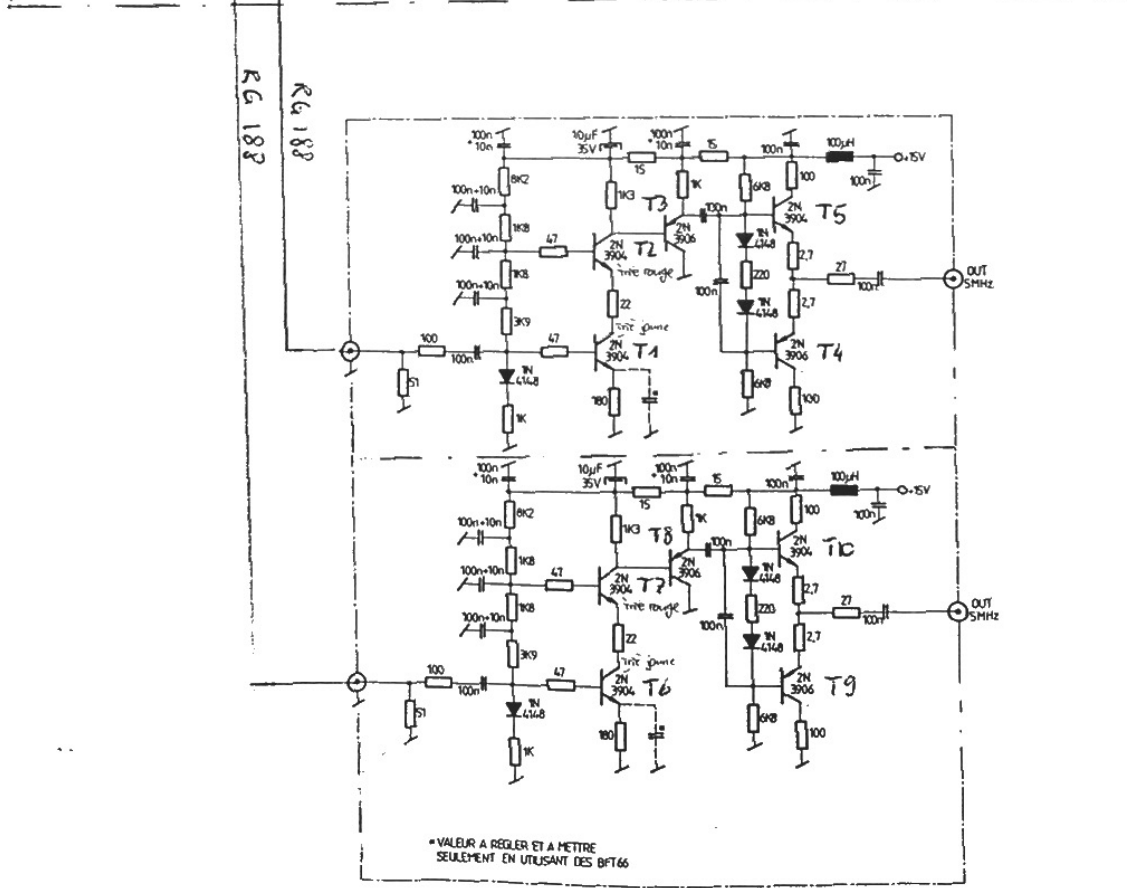 RG 188
RG 188
100n
* 10n
10µF
35V
100n
* 10n
15
15
100n
100µH
+15V
100n
8K2
100n+10n
1K8
100n+10n
1K8
100n+10n
3K9
47
1K3
T3
1K
2N
3906
100n
6K8
2N
3904
T5
100
1N
4148
2,7
220
27
100n
OUT
5MHz
2N
3904
T2
trié rouge
22
trié jaune
100n
1N
4148
2,7
100
100n
47
2N
3904
T1
2N
3906
T4
51
1N
4148
1K
180
*
6K8
100
100n
* 10n
10µF
35V
100n
* 10n
15
15
100n
100µH
+15V
100n
8K2
100n+10n
1K8
100n+10n
1K8
100n+10n
3K9
47
1K3
T8
1K
2N
3906
100n
6K8
2N
3904
T10
100
1N
4148
2,7
220
27
100n
OUT
5MHz
2N
3904
T7
trié rouge
22
trié jaune
100n
1N
4148
2,7
100
100n
47
2N
3904
T6
2N
3906
T9
51
1N
4148
1K
180
*
6K8
100
* VALEUR A REGLER ET A METTRE
SEULEMENT EN UTILISANT DES BFT66